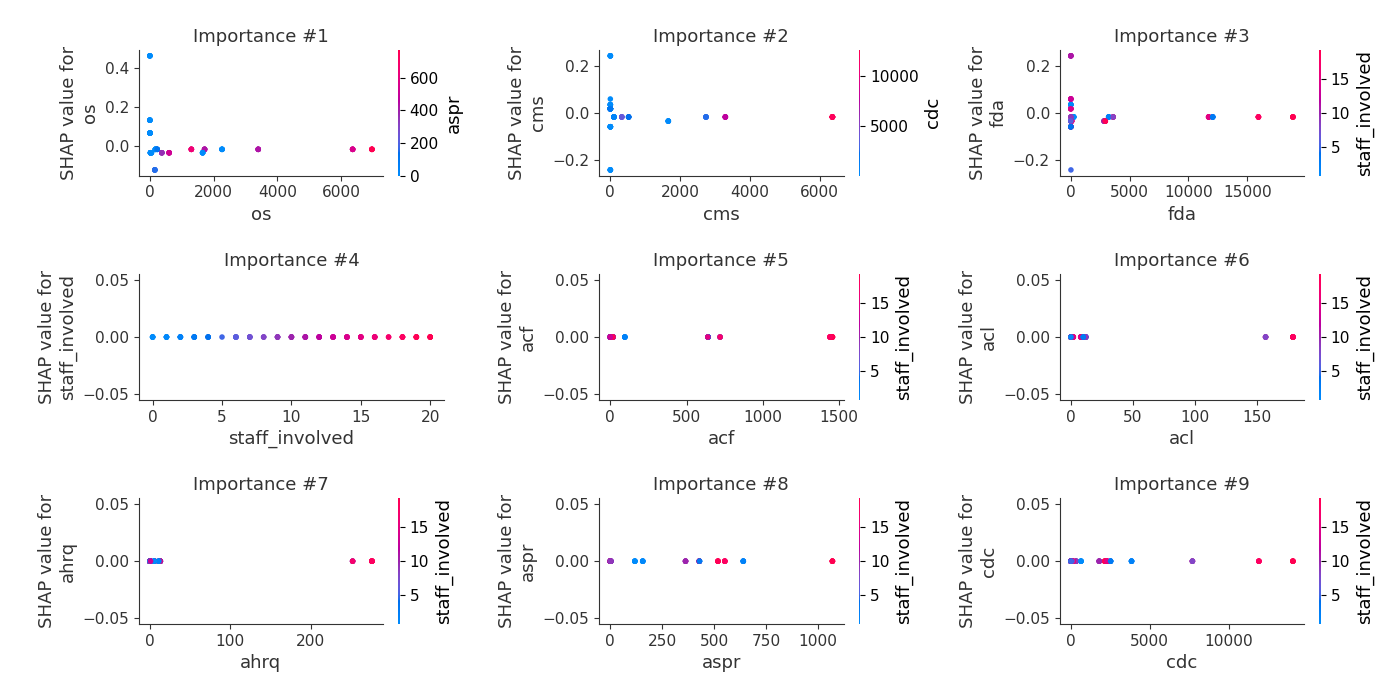 Importance #1
SHAP value for
os
0.4
0.2
0.0
0
2000
4000
6000
os
600
400
200
0
aspr
Importance #2
SHAP value for
cms
0.2
0.0
−0.2
0
2000
4000
6000
cms
10000
5000
cdc
Importance #3
SHAP value for
fda
0.2
0.0
−0.2
0
5000
10000
15000
fda
15
10
5
staff_involved
Importance #4
SHAP value for
staff_involved
0.05
0.00
−0.05
0
5
10
15
20
staff_involved
Importance #5
SHAP value for
acf
0.05
0.00
−0.05
0
500
1000
1500
acf
15
10
5
staff_involved
Importance #6
SHAP value for
acl
0.05
0.00
−0.05
0
50
100
150
acl
15
10
5
staff_involved
Importance #7
SHAP value for
ahrq
0.05
0.00
−0.05
0
100
200
ahrq
15
10
5
staff_involved
Importance #8
SHAP value for
aspr
0.05
0.00
−0.05
0
250
500
750
1000
aspr
15
10
5
staff_involved
Importance #9
SHAP value for
cdc
0.05
0.00
−0.05
0
5000
10000
cdc
15
10
5
staff_involved